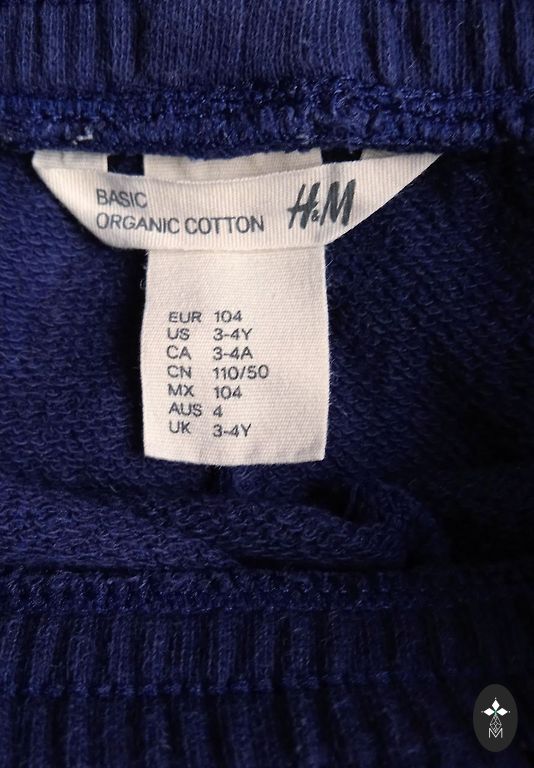 BASIC
ORGANIC COTTON H&M
EUR 104
US 3-4Y
CA 3-4A
CN 110/50
MX 104
AUS 4
UK 3-4Y
M